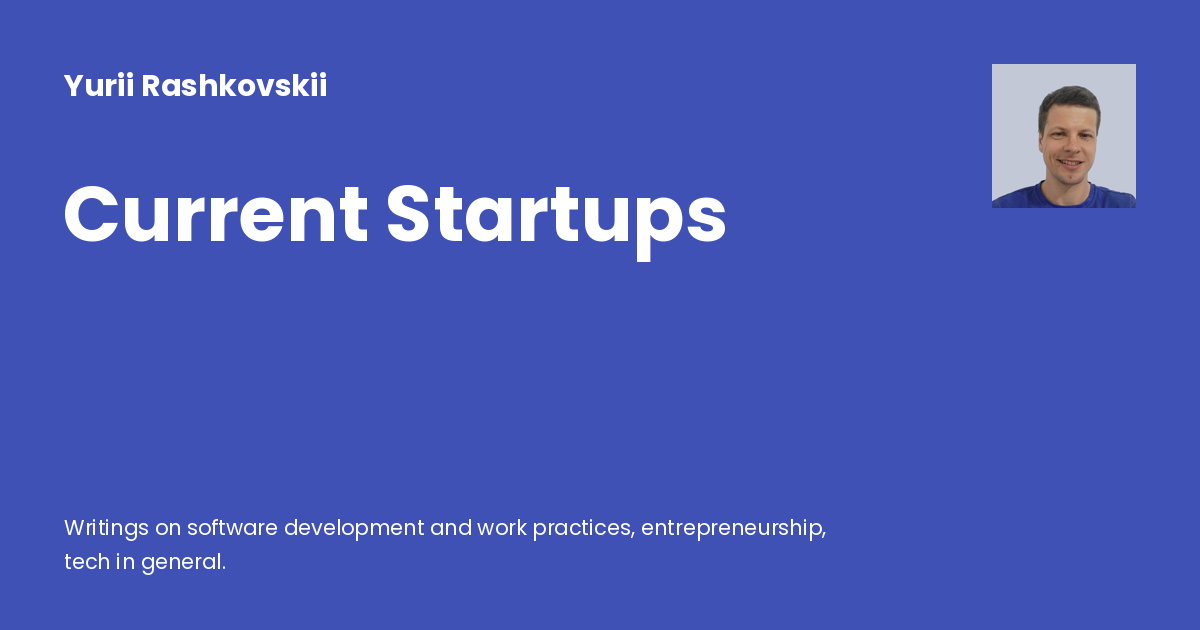 Yurii Rashkovskii
Current Startups
Writings on software development and work practices, entrepreneurship,
tech in general.